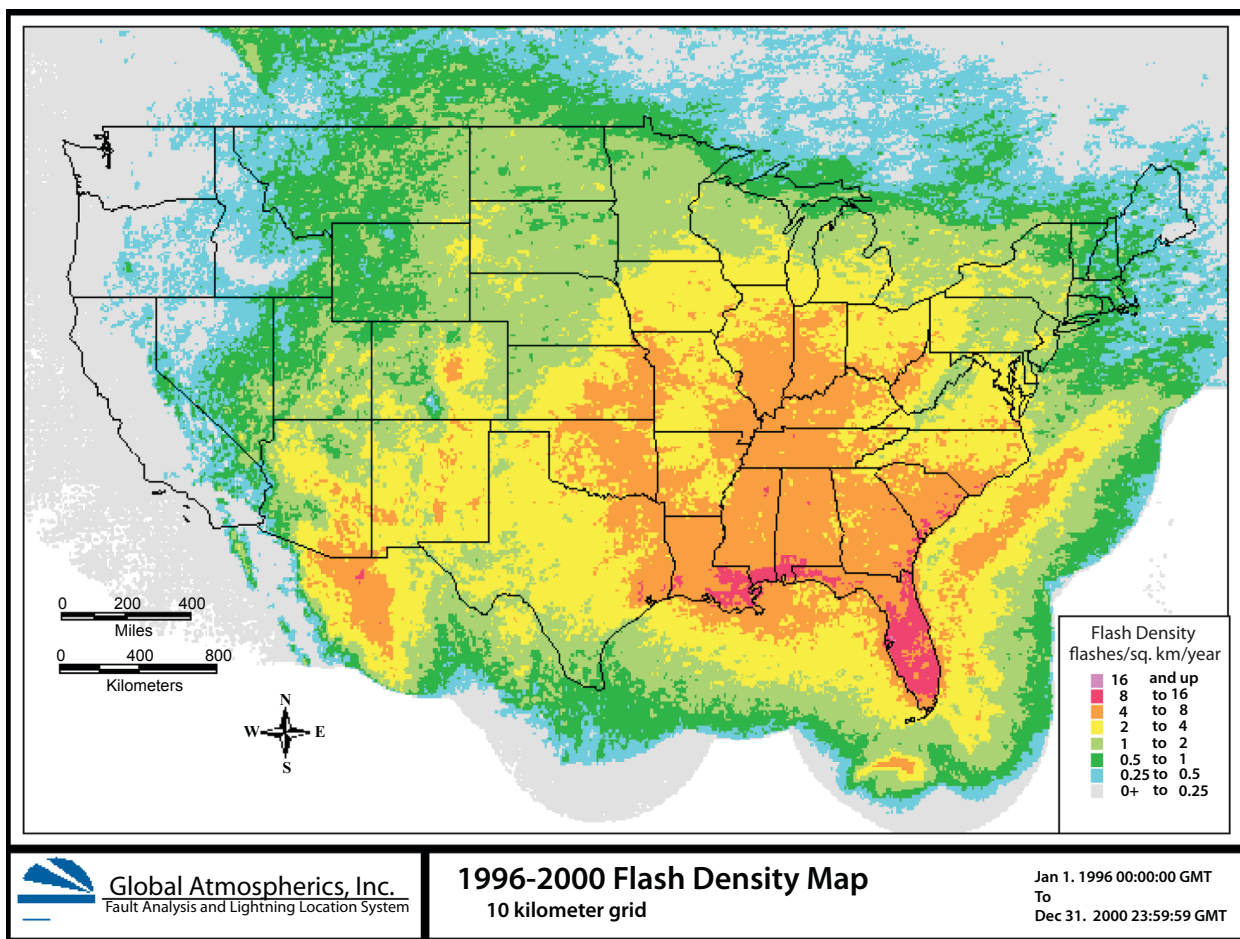 0 200 400
Miles
0 400 800
Kilometers
N
W E
S
Flash Density
flashes/sq. km/year
16 and up
8 to 16
4 to 8
2 to 4
1 to 2
0.5 to 1
0.25 to 0.5
0+ to 0.25
Global Atmospherics, Inc.
Fault Analysis and Lightning Location System
1996-2000 Flash Density Map
10 kilometer grid
Jan 1. 1996 00:00:00 GMT
To
Dec 31. 2000 23:59:59 GMT